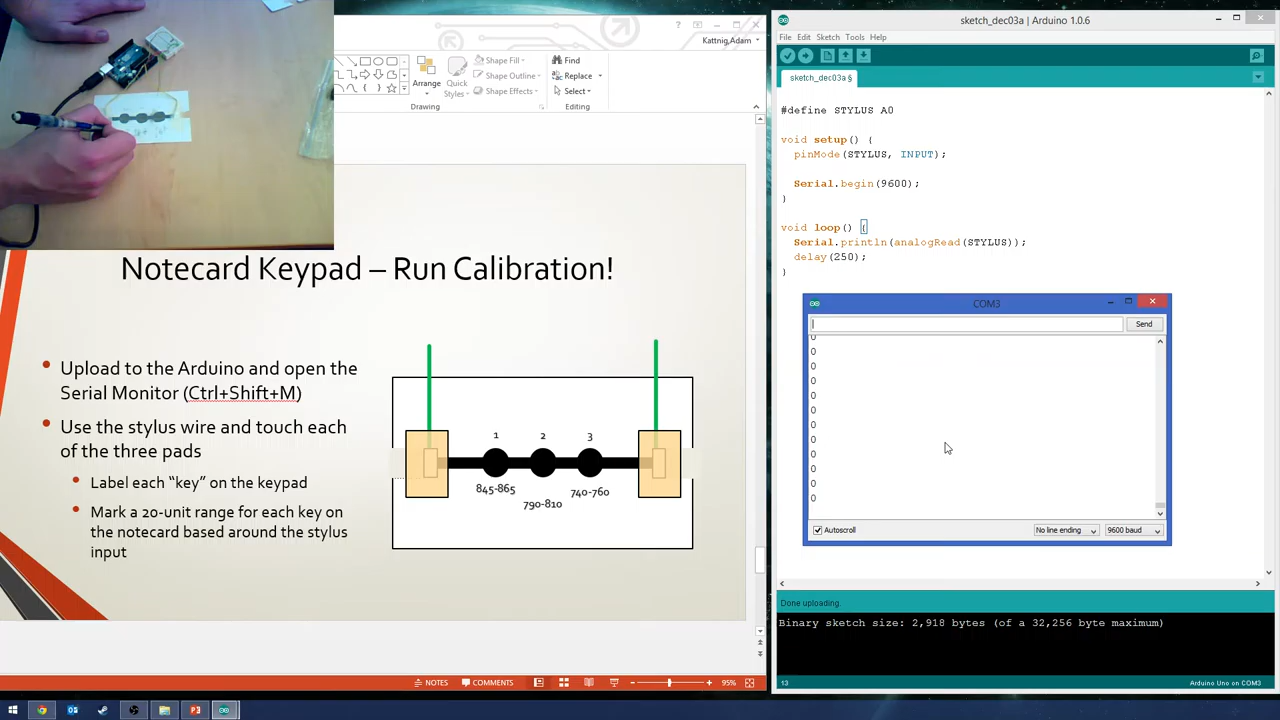 Kattnig,Adam
Arrange
Quick
Styles
Shape Fill
Shape Outline
Shape Effects
Find
Replace
Select
Drawing
Editing
Notecard Keypad – Run Calibration!
Upload to the Arduino and open the
Serial Monitor (Ctrl+Shift+M)
Use the stylus wire and touch each
of the three pads
Label each “key” on the keypad
Mark a 20-unit range for each key on
the notecard based around the stylus
input
1 2 3
845-865
790-810
740-760
NOTES COMMENTS 95%
sketch_dec03a | Arduino 1.0.6
File Edit Sketch Tools Help
sketch_dec03a §
#define STYLUS A0
void setup() {
pinMode(STYLUS, INPUT);
Serial.begin(9600);
}
void loop() {
Serial.println(analogRead(STYLUS));
delay(250);
}
COM3
Send
0
0
0
0
0
0
0
0
0
0
0
0
Autoscroll
No line ending
9600 baud
Done uploading.
Binary sketch size: 2,918 bytes (of a 32,256 byte maximum)
13
Arduino Uno on COM3